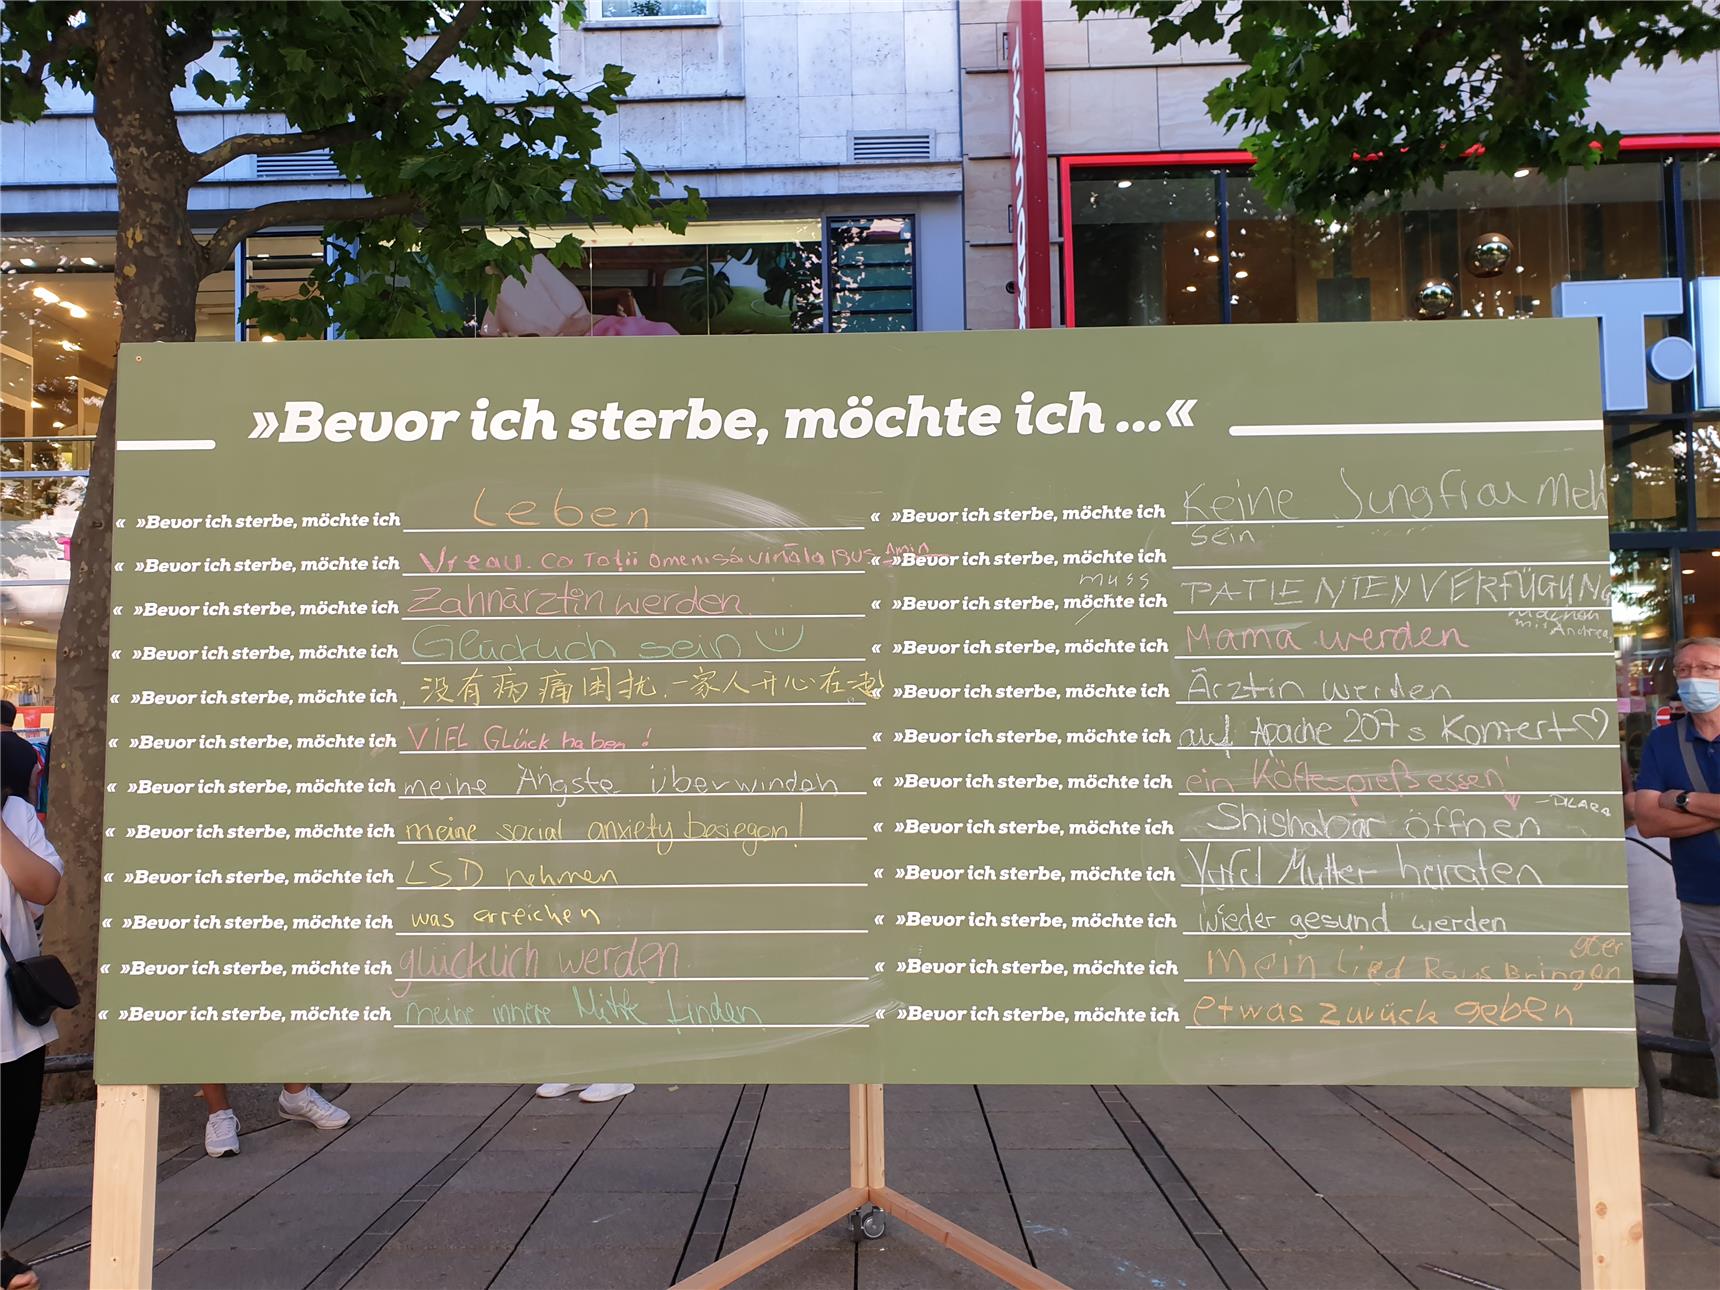 »Bevor ich sterbe, möchte ich ...«
»Bevor ich sterbe, möchte ich Leben «
»Bevor ich sterbe, möchte ich Vreau. Ca Toții Omenii să vină la Isus. Amin «
»Bevor ich sterbe, möchte ich Zahnärztin werden «
»Bevor ich sterbe, möchte ich Glücklich sein «
»Bevor ich sterbe, möchte ich 没有病痛困扰,一家人开心在一起 «
»Bevor ich sterbe, möchte ich VIEL GLück haben! «
»Bevor ich sterbe, möchte ich meine Ängste überwinden «
»Bevor ich sterbe, möchte ich meine social anxiety besiegen! «
»Bevor ich sterbe, möchte ich LSD nehmen «
»Bevor ich sterbe, möchte ich was erreichen «
»Bevor ich sterbe, möchte ich glücklich werden «
»Bevor ich sterbe, möchte ich meine innere Mitte finden «
»Bevor ich sterbe, möchte ich Keine Jungfrau Meh
sein
»Bevor ich sterbe, möchte ich
muss
»Bevor ich sterbe, möchte ich PATIENTENVERFÜGUNG
machen
mit Andrea
»Bevor ich sterbe, möchte ich Mama werden
»Bevor ich sterbe, möchte ich Ärztin werden
»Bevor ich sterbe, möchte ich auf Apache 207s Konzert♡
»Bevor ich sterbe, möchte ich ein Köftespieß essen!
-DILARA
»Bevor ich sterbe, möchte ich Shishabar öffnen
»Bevor ich sterbe, möchte ich Mutter heiraten
»Bevor ich sterbe, möchte ich wieder gesund werden
»Bevor ich sterbe, möchte ich Mein Lied Raus Bringen
»Bevor ich sterbe, möchte ich etwas zurück geben
T.